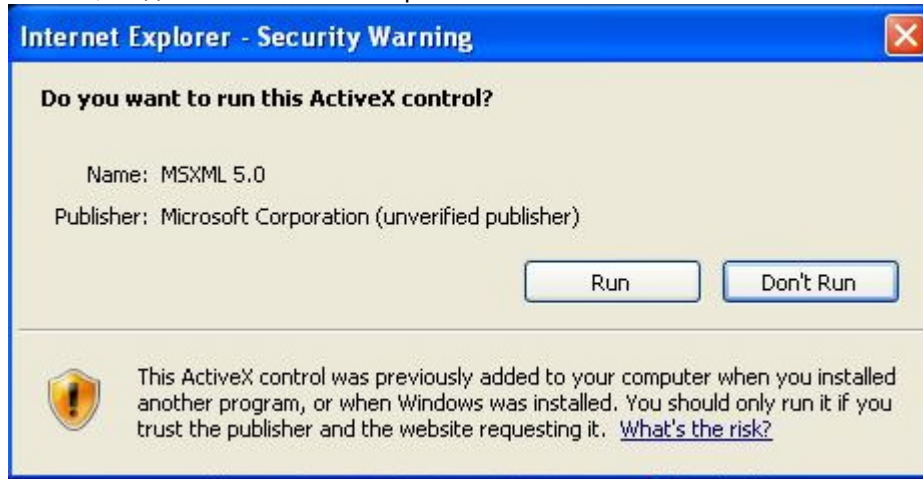 Internet Explorer - Security Warning
Do you want to run this ActiveX control?
Name: MSXML 5.0
Publisher: Microsoft Corporation (unverified publisher)
Run
Don't Run
This ActiveX control was previously added to your computer when you installed
another program, or when Windows was installed. You should only run it if you
trust the publisher and the website requesting it. What's the risk?